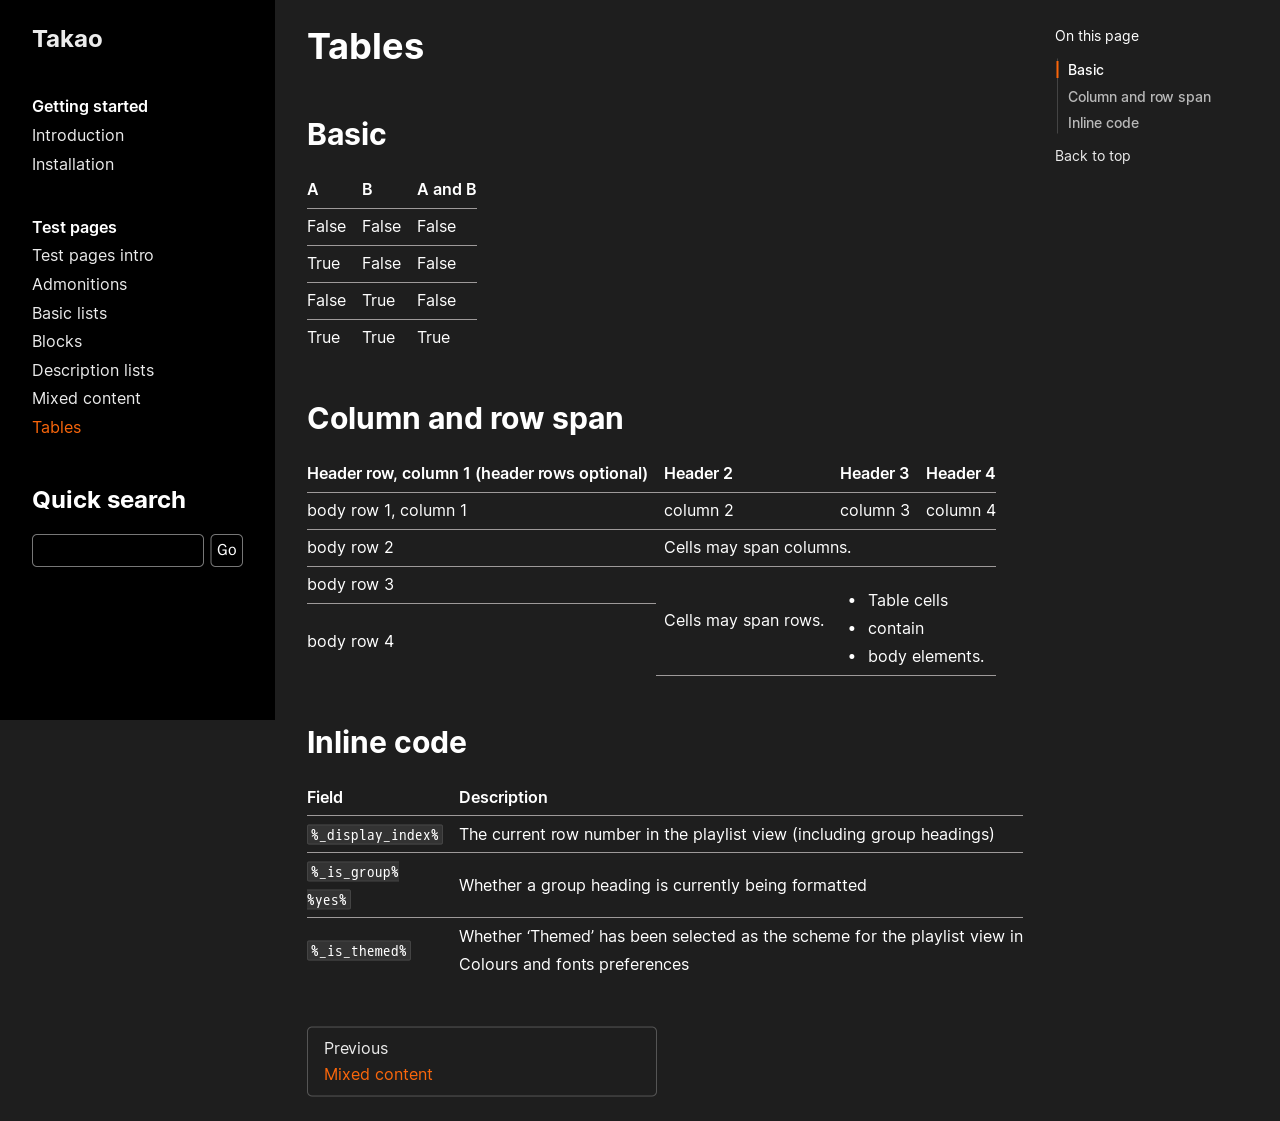 Takao
Getting started
Introduction
Installation
Test pages
Test pages intro
Admonitions
Basic lists
Blocks
Description lists
Mixed content
Tables
Quick search
Go
Tables
Basic
A B A and B
False False False
True False False
False True False
True True True
Column and row span
Header row, column 1 (header rows optional) Header 2 Header 3 Header 4
body row 1, column 1 column 2 column 3 column 4
body row 2 Cells may span columns.
body row 3
Cells may span rows.
• Table cells
• contain
• body elements.
body row 4
Inline code
Field Description
%_display_index% The current row number in the playlist view (including group headings)
%_is_group%
%yes%
Whether a group heading is currently being formatted
%_is_themed%
Whether ‘Themed’ has been selected as the scheme for the playlist view in
Colours and fonts preferences
Previous
Mixed content
On this page
Basic
Column and row span
Inline code
Back to top